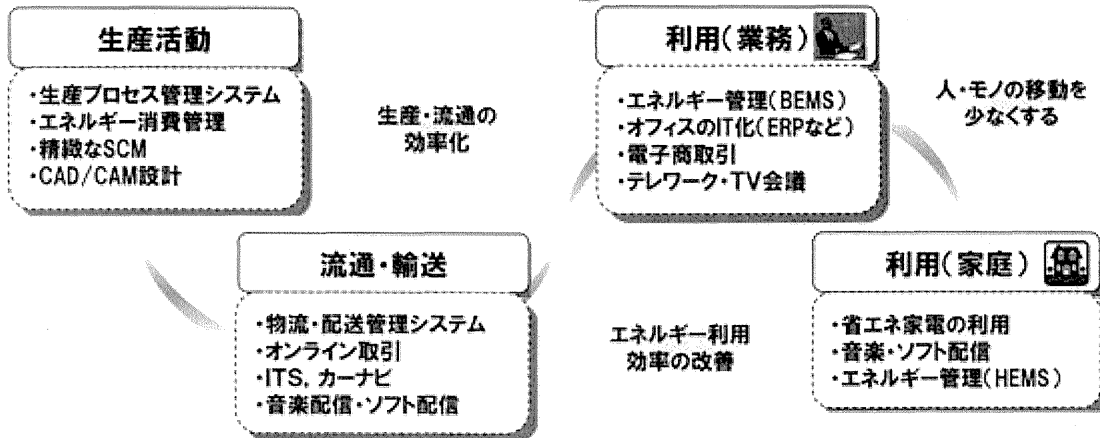 生産活動
・生産プロセス管理システム
・エネルギー消費管理
・精緻なSCM
・CAD/CAM設計
生産・流通の
効率化
利用(業務)
・エネルギー管理(BEMS)
・オフィスのIT化(ERPなど)
・電子商取引
・テレワーク・TV会議
人・モノの移動を
少なくする
流通・輸送
・物流・配送管理システム
・オンライン取引
・ITS, カーナビ
・音楽配信・ソフト配信
エネルギー利用
効率の改善
利用(家庭)
・省エネ家電の利用
・音楽・ソフト配信
・エネルギー管理(HEMS)